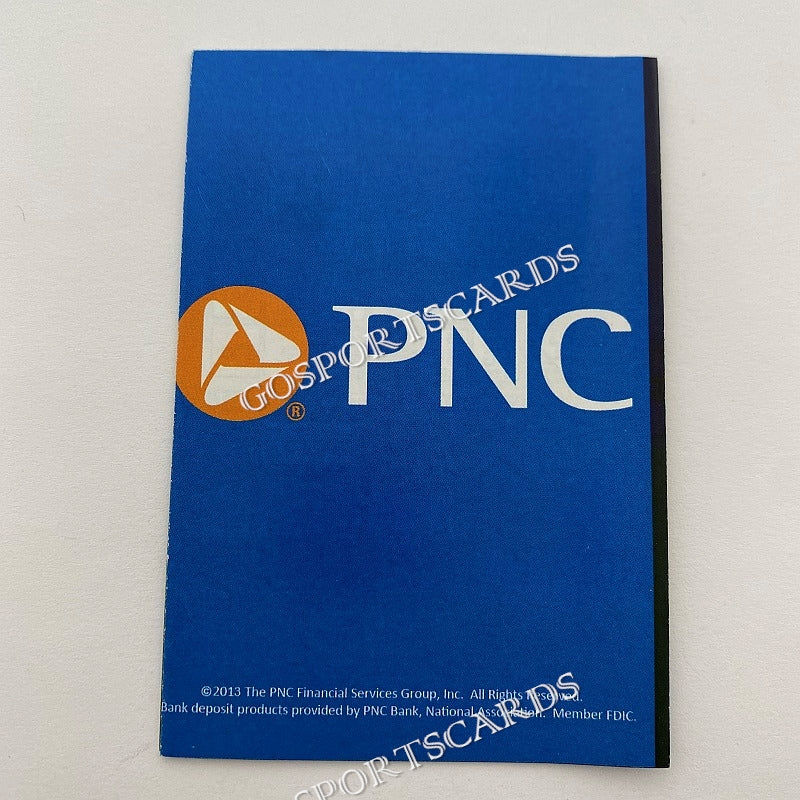 PNC
®
GOSPORTSCARDS
©2013 The PNC Financial Services Group, Inc. All Rights Reserved.
Bank deposit products provided by PNC Bank, National Association. Member FDIC.
OSPORTSCARDS